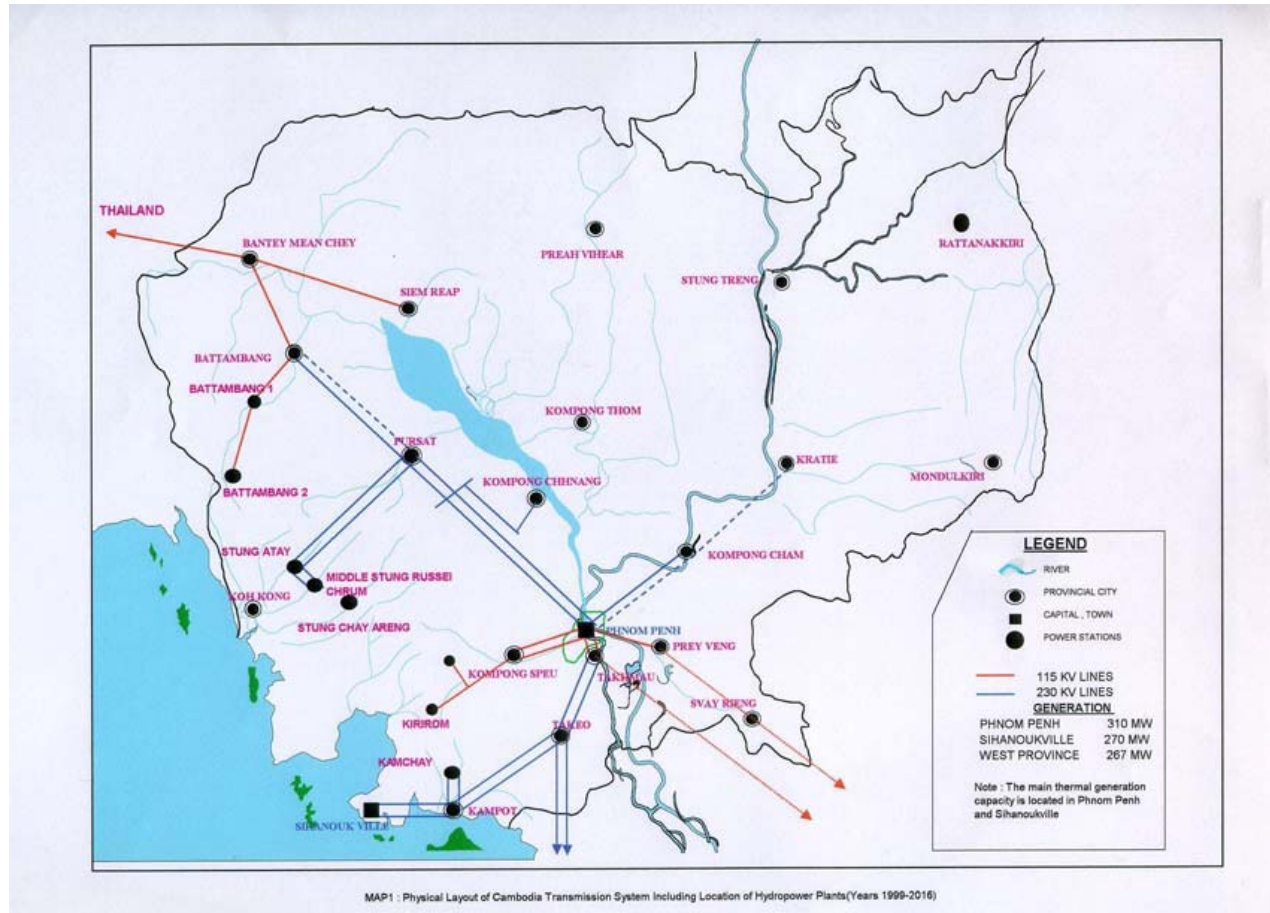 THAILAND
BANTEY MEAN CHEY
PREAH VIHEAR
RATTANAKKIRI
SIEM REAP
STUNG TRENG
BATTAMBANG
BATTAMBANG 1
KOMPONG THOM
PURSAT
KRATIE
BATTAMBANG 2
KOMPONG CHHNANG
MONDULKIRI
STUNG ATAY
KOMPONG CHAM
MIDDLE STUNG RUSSEI
CHRUM
KOH KONG
STUNG CHAY ARENG
PHNOM PENH
PREY VENG
KOMPONG SPEU
TAKHMAU
SVAY RIENG
KIRIROM
TAKEO
KAMCHAY
KAMPOT
SIHANOUK VILLE
LEGEND
RIVER
PROVINCIAL CITY
CAPITAL , TOWN
POWER STATIONS
115 KV LINES
230 KV LINES
GENERATION
PHNOM PENH 310 MW
SIHANOUKVILLE 270 MW
WEST PROVINCE 267 MW
Note : The main thermal generation
capacity is located in Phnom Penh
and Sihanoukville
MAP1 : Physical Layout of Cambodia Transmission System Including Location of Hydropower Plants(Years 1999-2016)